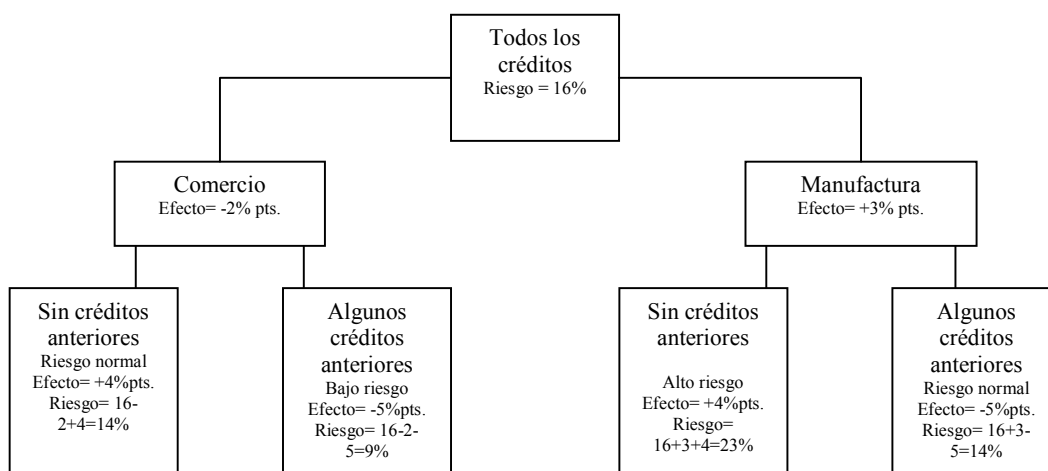 Todos los
créditos
Riesgo = 16%
Comercio
Efecto= -2% pts.
Manufactura
Efecto= +3% pts.
Sin créditos
anteriores
Riesgo normal
Efecto= +4%pts.
Riesgo= 16-
2+4=14%
Algunos
créditos
anteriores
Bajo riesgo
Efecto= -5%pts.
Riesgo= 16-2-
5=9%
Sin créditos
anteriores
Alto riesgo
Efecto= +4%pts.
Riesgo=
16+3+4=23%
Algunos
créditos
anteriores
Riesgo normal
Efecto= -5%pts.
Riesgo= 16+3-
5=14%